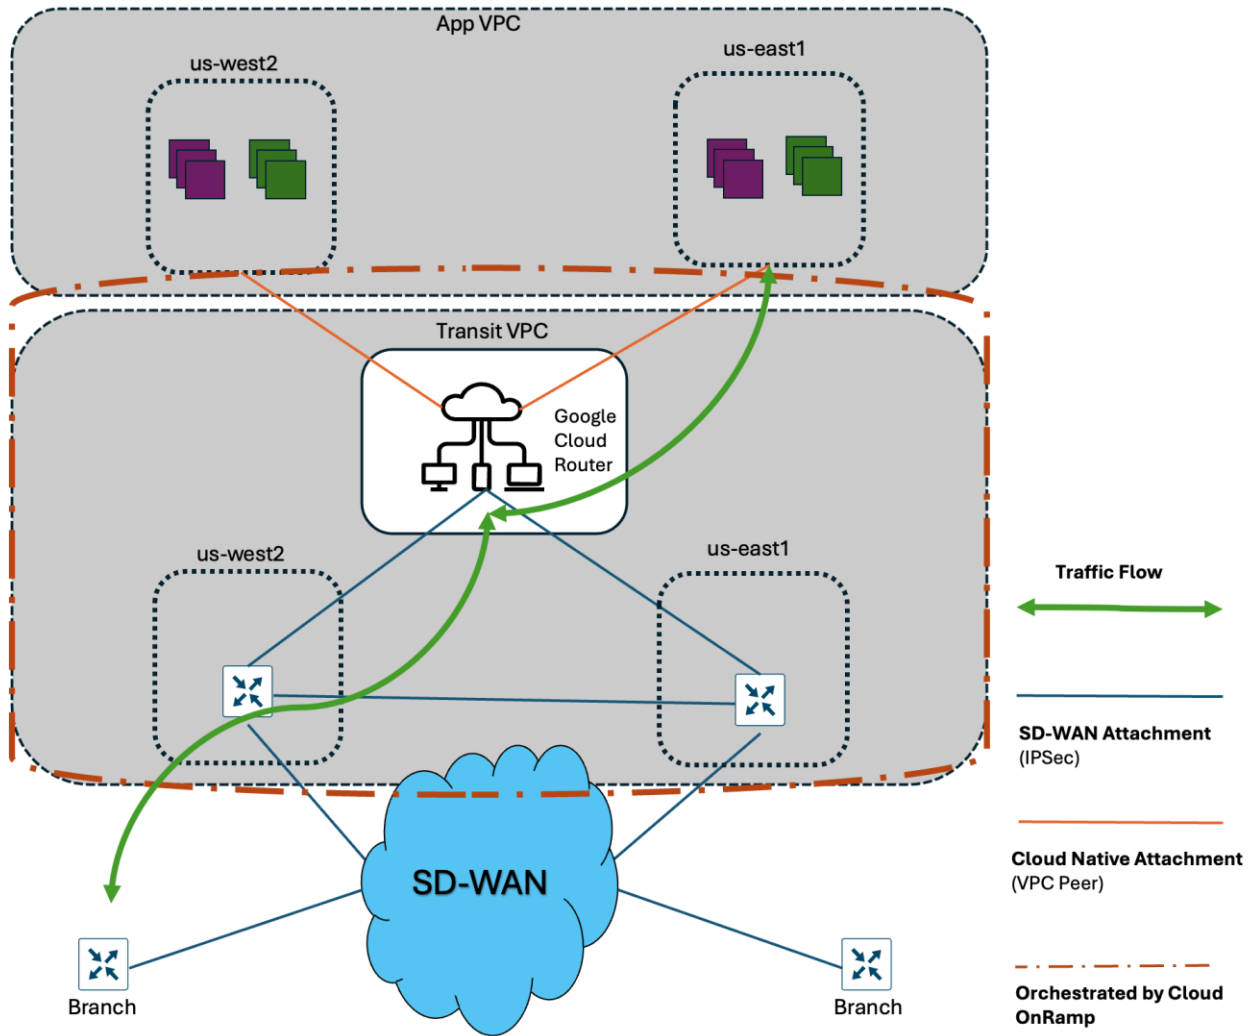 App VPC
us-west2
us-east1
Transit VPC
Google
Cloud
Router
us-west2
us-east1
Traffic Flow
SD-WAN Attachment
(IPSec)
Cloud Native Attachment
(VPC Peer)
SD-WAN
Branch
Branch
Orchestrated by Cloud
OnRamp